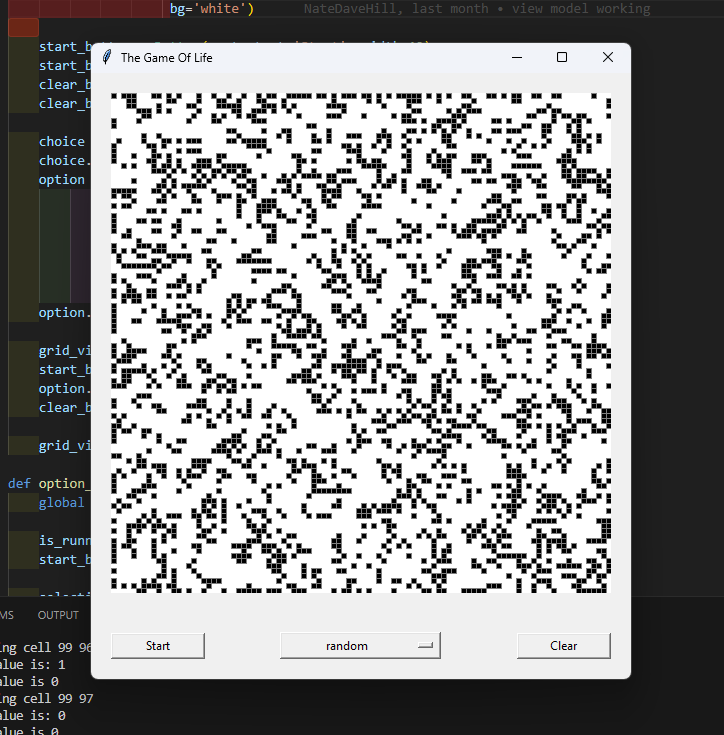 bg='white') NateDaveHill, last month • view model working
start_b
The Game Of Life
start_b
clear_b
clear_b
choice
choice.
option
option.
grid_vi
start_b
option.
clear_b
grid_vi
def option_
global
is_runn
start_b
MS OUTPUT
Start random Clear
ing cell 99 96
alue is: 1
alue is 0
ing cell 99 97
alue is: 0
alue is 0